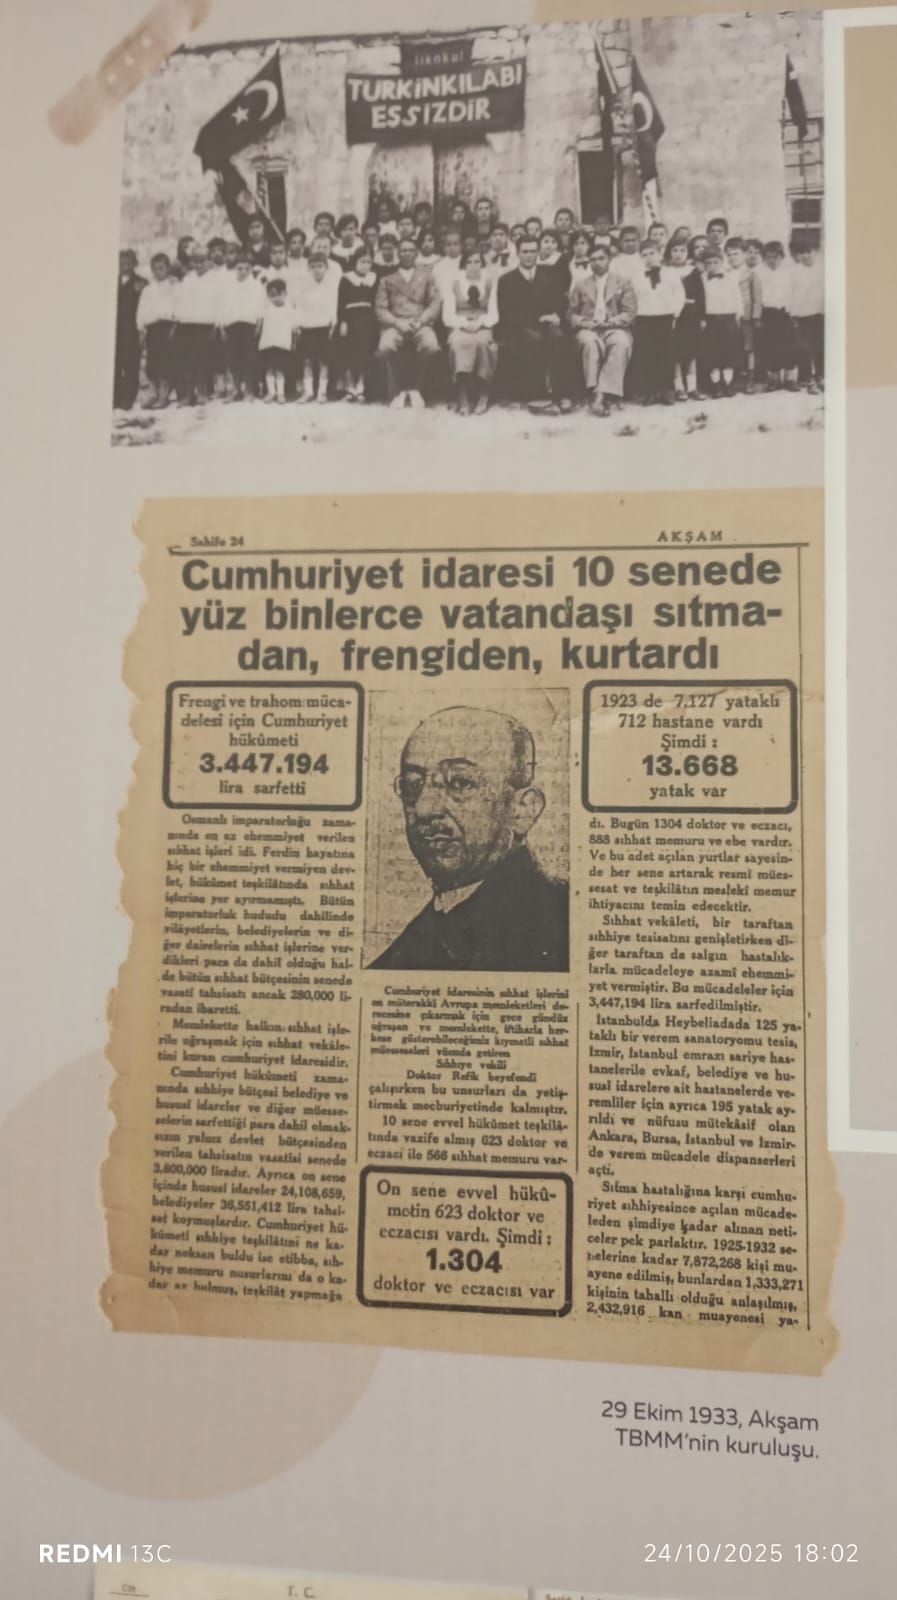 ilkokul
TÜRKİNKILABI
ESSİZDİR
Sahife 24
AKŞAM
Cumhuriyet idaresi 10 senede
yüz binlerce vatandaşı sıtma-
dan, frengiden, kurtardı
Frengi ve trahom müca-
delesi için Cumhuriyet
hükûmeti
3.447.194
lira sarfetti
1923 de 7.127 yataklı
712 hastane vardı
Şimdi :
13.668
yatak var
Osmanlı imparatorluğu zama-
nında en az ehemmiyet verilen
sıhhat işleri idi. Ferdin hayatına
hiç bir ehemmiyet vermiyen dev-
let, hükûmet teşkilâtında sıhhat
işlerine yer ayırmamıştı. Bütün
imparatorluk hududu dahilinde
vilâyetlerin, belediyelerin ve di-
ğer dairelerin sıhhat işlerine ver-
dikleri para da dahil olduğu hal-
de bütün sıhhat bütçesinin senede
vasati tahsisatı ancak 280,000 li-
radan ibaretti.
Memlekette halkın sıhhat işle-
rile uğraşmak için sıhhat vekâle-
tini kuran cumhuriyet idaresidir.
Cumhuriyet hükûmeti zama-
nında sıhhiye bütçesi belediye ve
hususî idareler ve diğer müesse-
selerin sarfettiği para dahil olmak-
sızın yalnız devlet bütçesinden
verilen tahsisatın vasatisi senede
3,800,000 liradır. Ayrıca on sene
içinde hususî idareler 24,108,659,
belediyeler 36,551,412 lira tahsi-
sat koymuşlardır. Cumhuriyet hü-
kûmeti sıhhiye teşkilâtini ne ka-
dar noksan buldu ise etibba, sıh-
hiye memuru nusurlarını da o ka-
dar az bulmuş, teşkilât yapmağa
Cumhuriyet idaresinin sıhhat işlerini
en müterakki Avrupa memleketleri de-
recesine çıkarmak için gece gündüz
uğraşan ve memlekette, iftiharla her-
kese gösterebileceğimiz kıymetli sıhhat
müesseseleri vücuda getiren
Sıhhiye vekili
Doktor Refik beyefendi
çalışırken bu unsurları da yetiş-
tirmek mecburiyetinde kalmıştır.
10 sene evvel hükûmet teşkilâ-
tında vazife almış 623 doktor ve
eczacı ile 566 sıhhat memuru var-
On sene evvel hükû-
metin 623 doktor ve
eczacısı vardı. Şimdi :
1.304
doktor ve eczacısı var
dı. Bugün 1304 doktor ve eczacı,
888 sıhhat memuru ve ebe vardır.
Ve bu adet açılan yurtlar sayesin-
de her sene artarak resmî mües-
sesat ve teşkilâtın meslekî memur
ihtiyacını temin edecektir.
Sıhhat vekâleti, bir taraftan
sıhhiye tesisatını genişletirken di-
ğer taraftan da salgın hastalık-
larla mücadeleye azamî ehemmi-
yet vermiştir. Bu mücadeleler için
3,447,194 lira sarfedilmiştir.
İstanbulda Heybeliadada 125 ya-
taklı bir verem sanatoryomu tesis,
İzmir, İstanbul emrazı sariye has-
tanelerile evkaf, belediye ve hu-
susî idarelere ait hastanelerde ve-
remliler için ayrıca 195 yatak ay-
rıldı ve nüfusu mütekâsif olan
Ankara, Bursa, İstanbul ve İzmir-
de verem mücadele dispanserleri
açtı,
Sıtma hastalığına karşı cumhu-
riyet sıhhiyesince açılan mücade-
leden şimdiye kadar alınan neti-
celer pek parlaktır. 1925-1932 se-
nelerine kadar 7,872,268 kişi mu-
ayene edilmiş, bunlardan 1,333,271
kişinin tahallı olduğu anlaşılmış,
2,432,916 kan muayenesi ya-
29 Ekim 1933, Akşam
TBMM'nin kuruluşu.
REDMI 13C
24/10/2025 18:02
T. C.